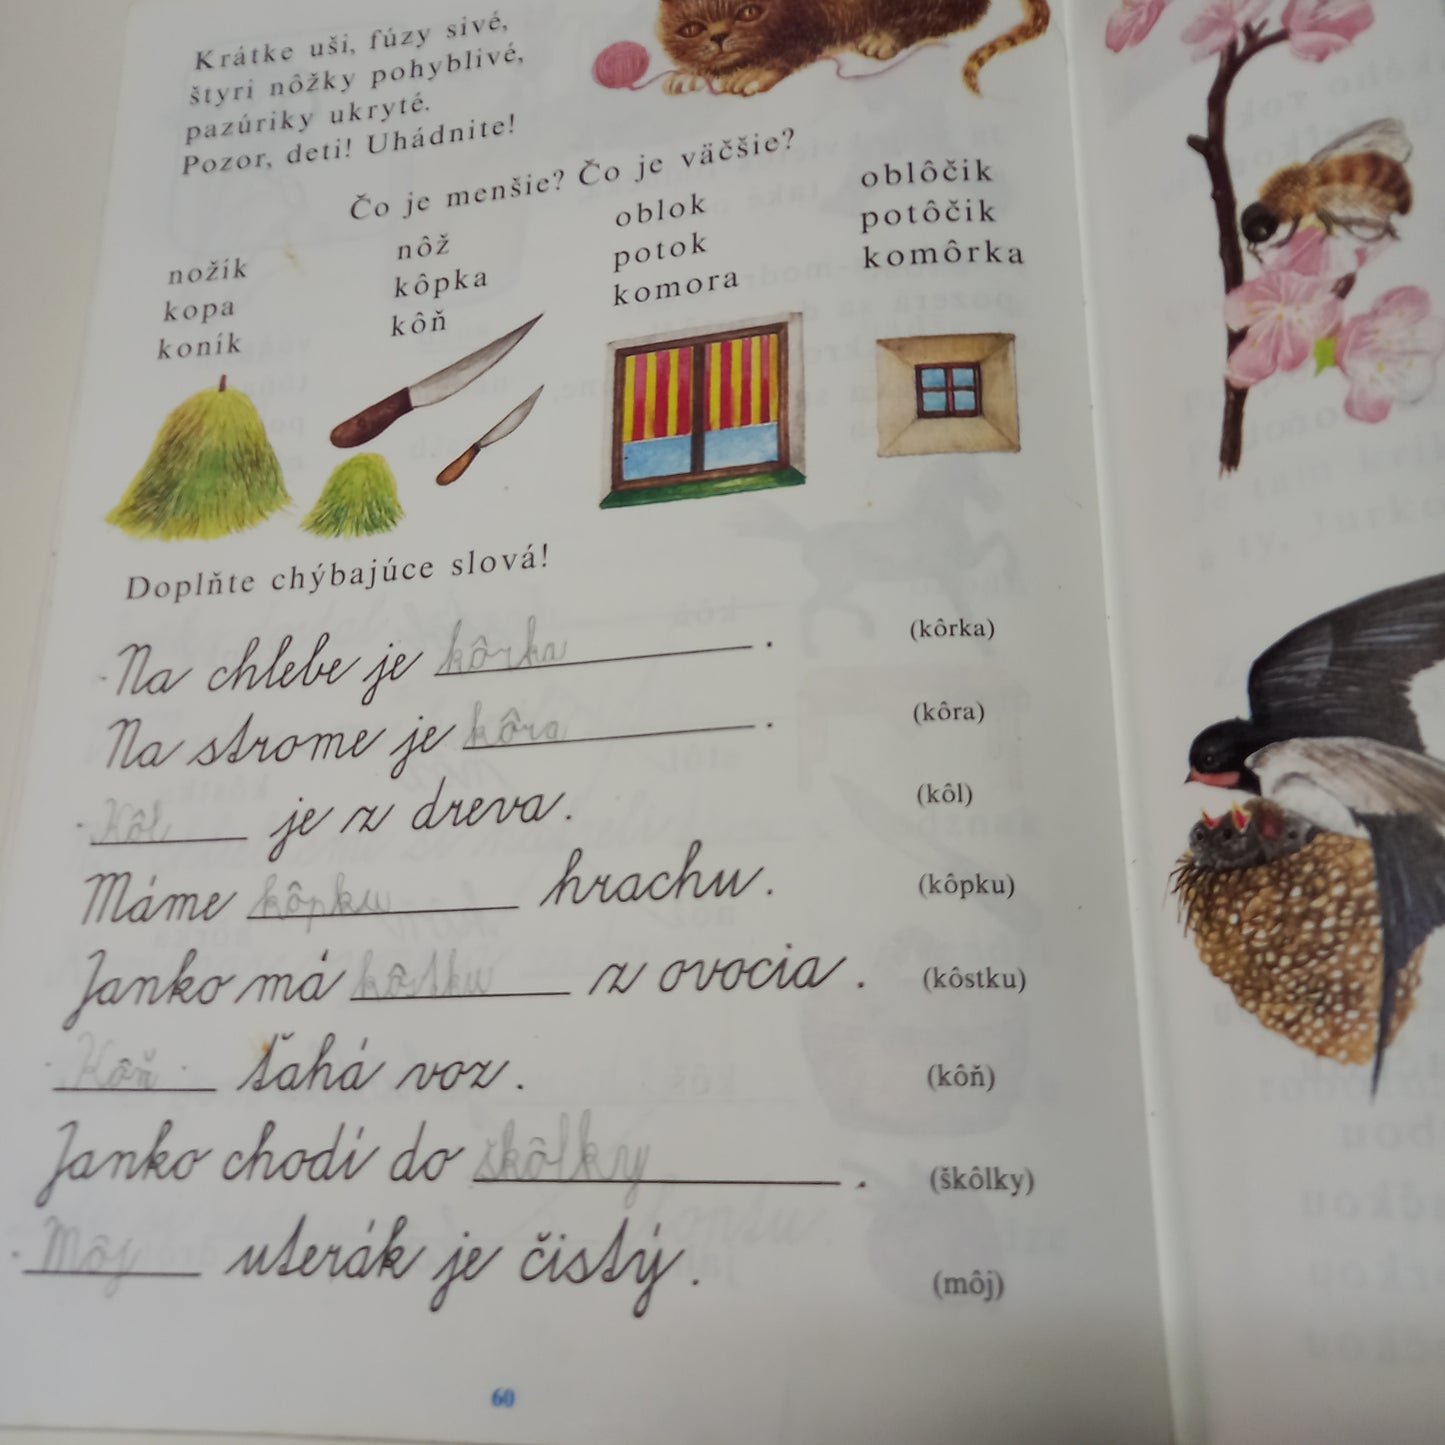 Krátke uši, fúzy sivé,
štyri nôžky pohyblivé,
pazúriky ukryté.
Pozor, deti! Uhádnite!
Čo je menšie? Čo je väčšie?
nožík nôž oblok oblôčik
kopa kôpka potok potôčik
koník kôň komora komôrka
Doplňte chýbajúce slová!
Na chlebe je kôrka . (kôrka)
Na strome je kôra . (kôra)
Kôl je z dreva. (kôl)
Máme kôpku hrachu. (kôpku)
Janko má kôstku z ovocia . (kôstku)
Kôň ťahá voz. (kôň)
Janko chodí do škôlky . (škôlky)
Môj uterák je čistý. (môj)
60